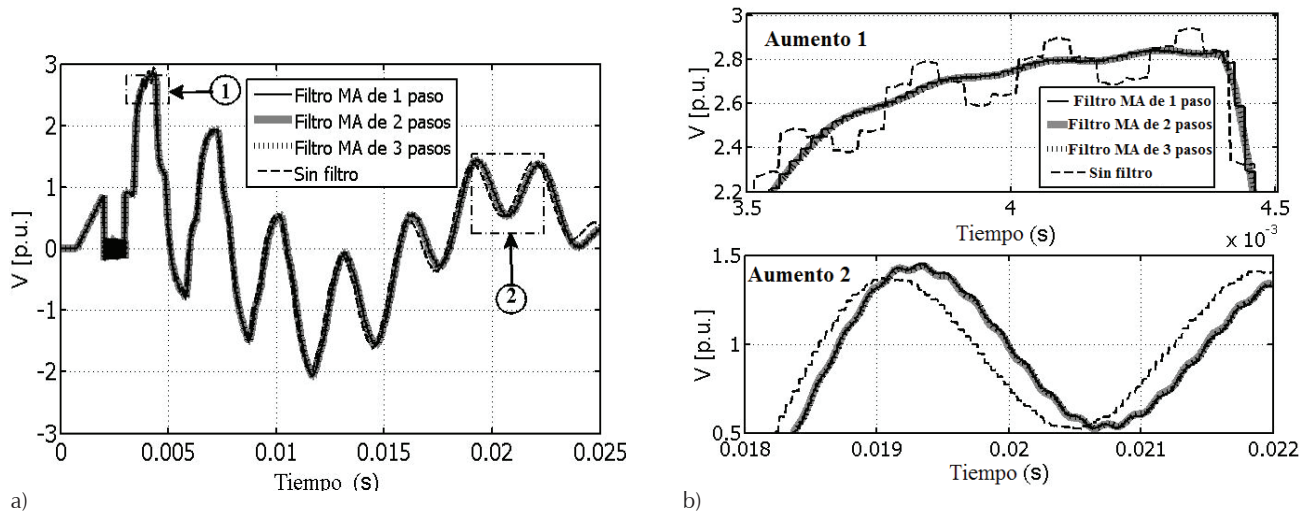 3
2
1
0
-1
-2
-3
V [p.u.]
0
0.005
0.01
0.015
0.02
0.025
Tiempo (s)
Filtro MA de 1 paso
Filtro MA de 2 pasos
Filtro MA de 3 pasos
Sin filtro
1
2
a)
Aumento 1
3
2.8
2.6
2.4
2.2
V [p.u.]
3.5
4
4.5
Tiempo (s)
x 10⁻³
Filtro MA de 1 paso
Filtro MA de 2 pasos
Filtro MA de 3 pasos
Sin filtro
Aumento 2
1.5
1
0.5
V [p.u.]
0.018
0.019
0.02
0.021
0.022
Tiempo (s)
b)